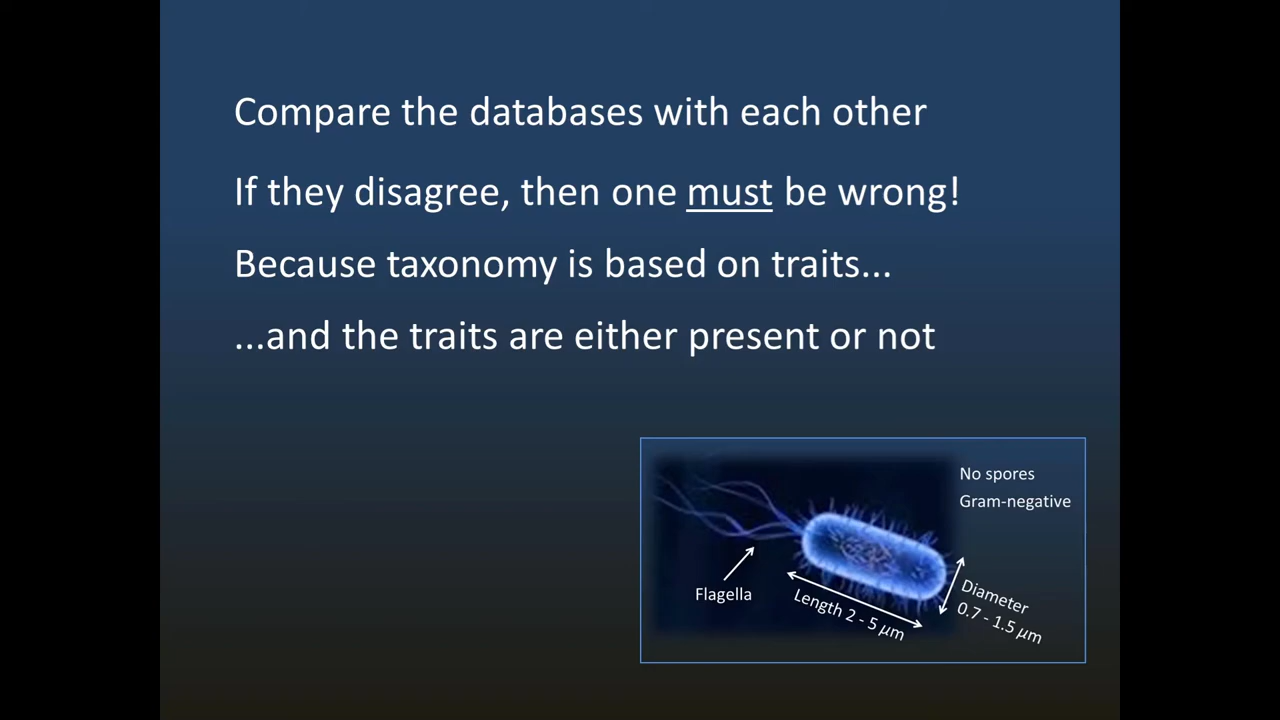 Compare the databases with each other
If they disagree, then one must be wrong!
Because taxonomy is based on traits...
...and the traits are either present or not
No spores
Gram-negative
Flagella
Length 2 - 5 μm
Diameter
0.7 - 1.5 μm